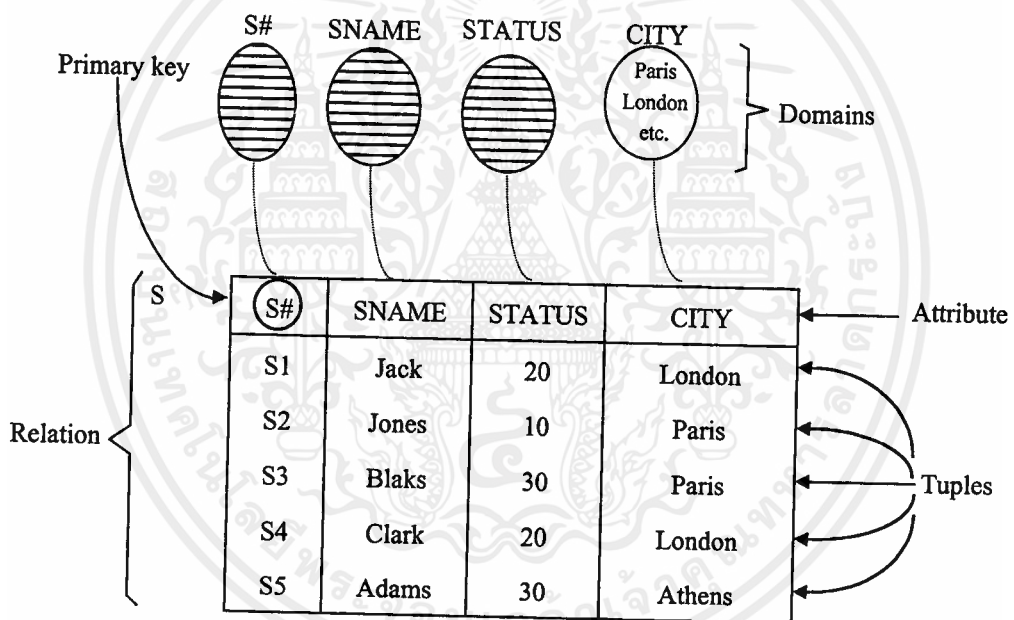 S# SNAME STATUS CITY
Primary key
Paris
London
etc.
Domains
S
S# SNAME STATUS CITY
Attribute
S1 Jack 20 London
S2 Jones 10 Paris
Relation
S3 Blaks 30 Paris
Tuples
S4 Clark 20 London
S5 Adams 30 Athens